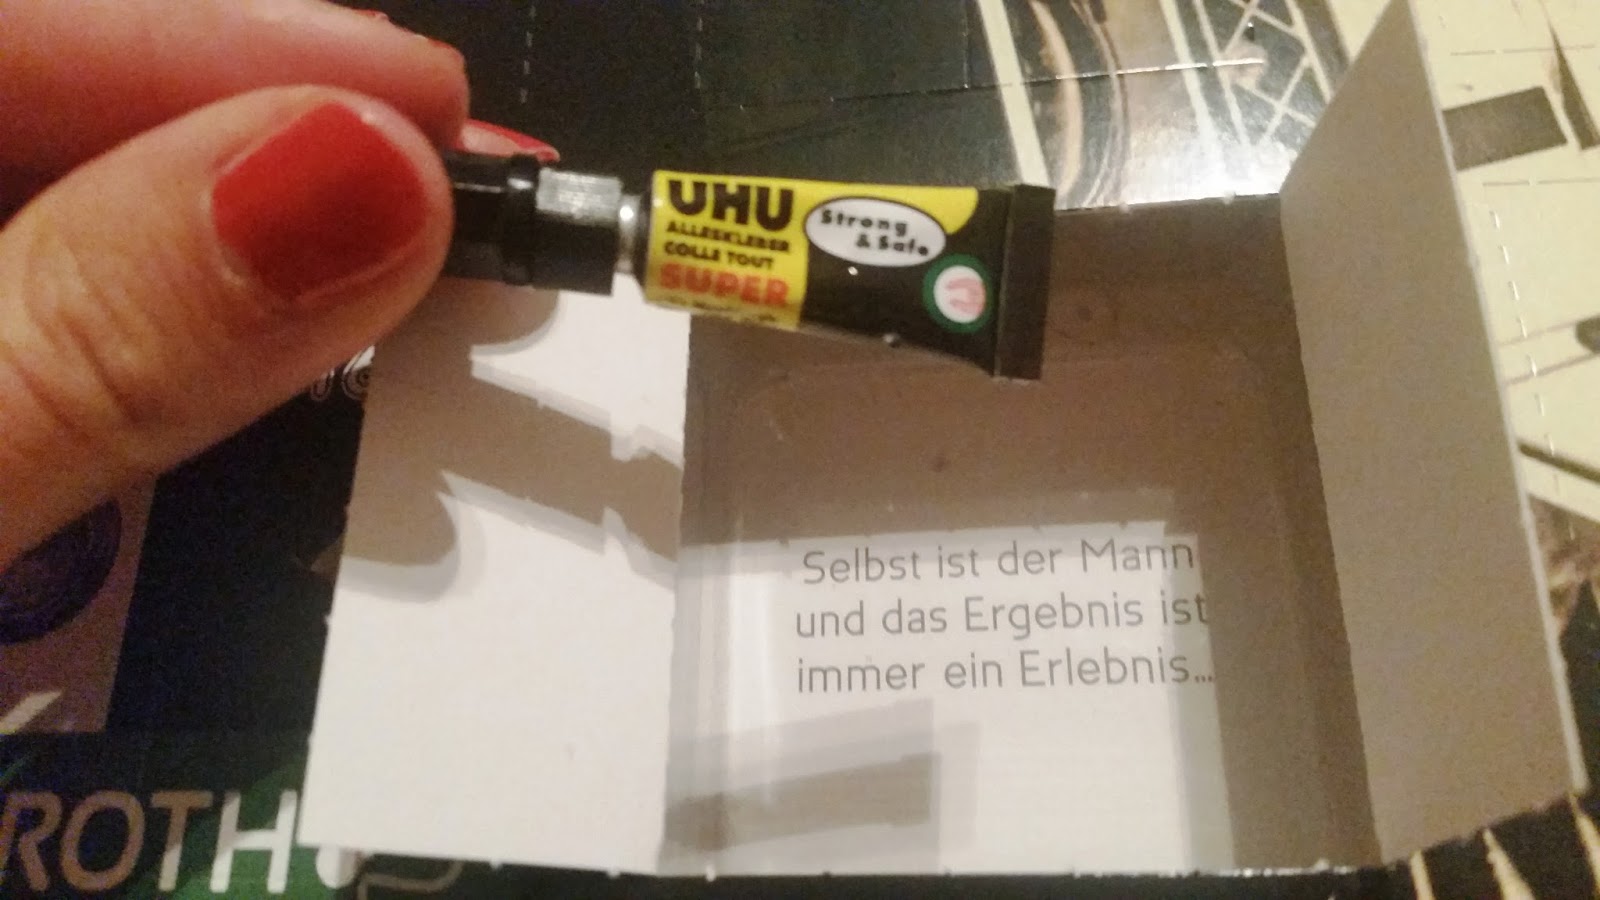 UHU
ALLESKLEBER
COLLE TOUT
SUPER
Strong
& Safe
Selbst ist der Mann
und das Ergebnis ist
immer ein Erlebnis...
ROTH